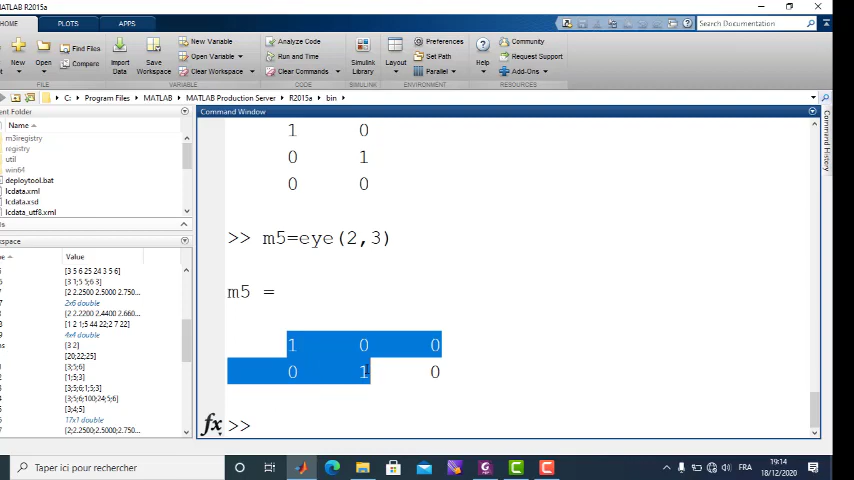 MATLAB R2015a
HOME PLOTS APPS
Search Documentation
New Open Find Files Compare
Import Data
Save Workspace
New Variable
Open Variable
Clear Workspace
Analyze Code
Run and Time
Clear Commands
Simulink Library
Layout
Preferences
Set Path
Parallel
Help
Community
Request Support
Add-Ons
FILE VARIABLE CODE SIMULINK ENVIRONMENT RESOURCES
C: Program Files MATLAB MATLAB Production Server R2015a bin
ent Folder
Name
m3iregistry
registry
util
win64
deploytool.bat
lcdata.xml
lcdata.xsd
lcdata_utf8.xml
kspace
Value
[3 5 6 25 24 3 5 6]
[3 1;5 5;6 3]
[2 2.2500 2.5000 2.750...
2x6 double
[2 2.2200 2.4400 2.660...
[1 2 1;5 44 22;2 7 22]
4x4 double
[3 2]
[20;22;25]
[3;5;6]
[1;5;3]
[3;5;6;1;5;3]
[3;5;6;100;24;5;6]
[3;4;5]
17x1 double
[2;2.2500;2.5000;2.750...
Command Window
1 0
0 1
0 0
>> m5=eye(2,3)
m5 =
1 0 0
0 1 0
fx >>
Command History
Taper ici pour rechercher
FRA
19:14
18/12/2020